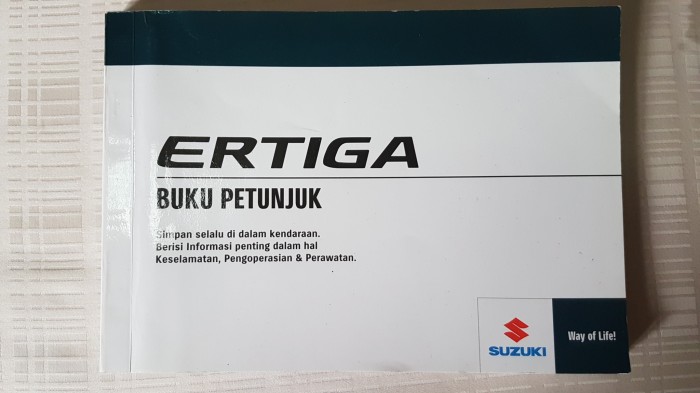 ERTIGA
BUKU PETUNJUK
Simpan selalu di dalam kendaraan.
Berisi Informasi penting dalam hal
Keselamatan, Pengoperasian & Perawatan.
SUZUKI
Way of Life!